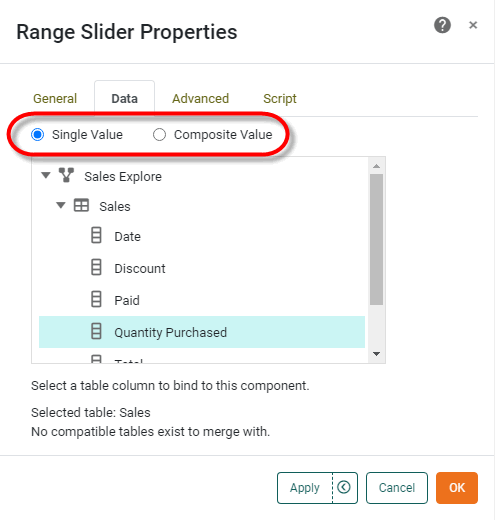 Range Slider Properties
General Data Advanced Script
Single Value Composite Value
Sales Explore
Sales
Date
Discount
Paid
Quantity Purchased
Select a table column to bind to this component.
Selected table: Sales
No compatible tables exist to merge with.
Apply Cancel OK